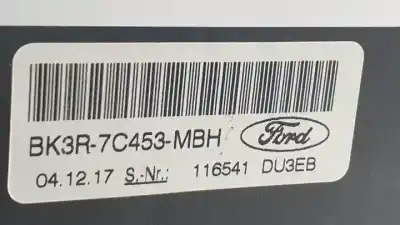 BK3R-7C453-MBH Ford
04.12.17 S.-Nr.: 116541 DU3EB